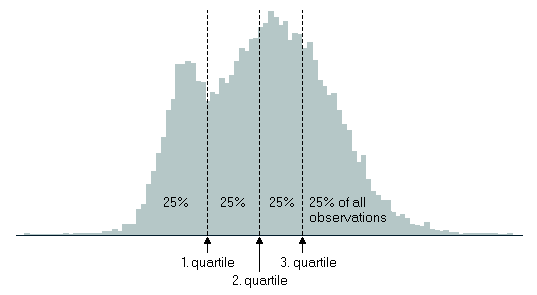 25% 25% 25% 25% of all
observations
1. quartile 3. quartile
2. quartile